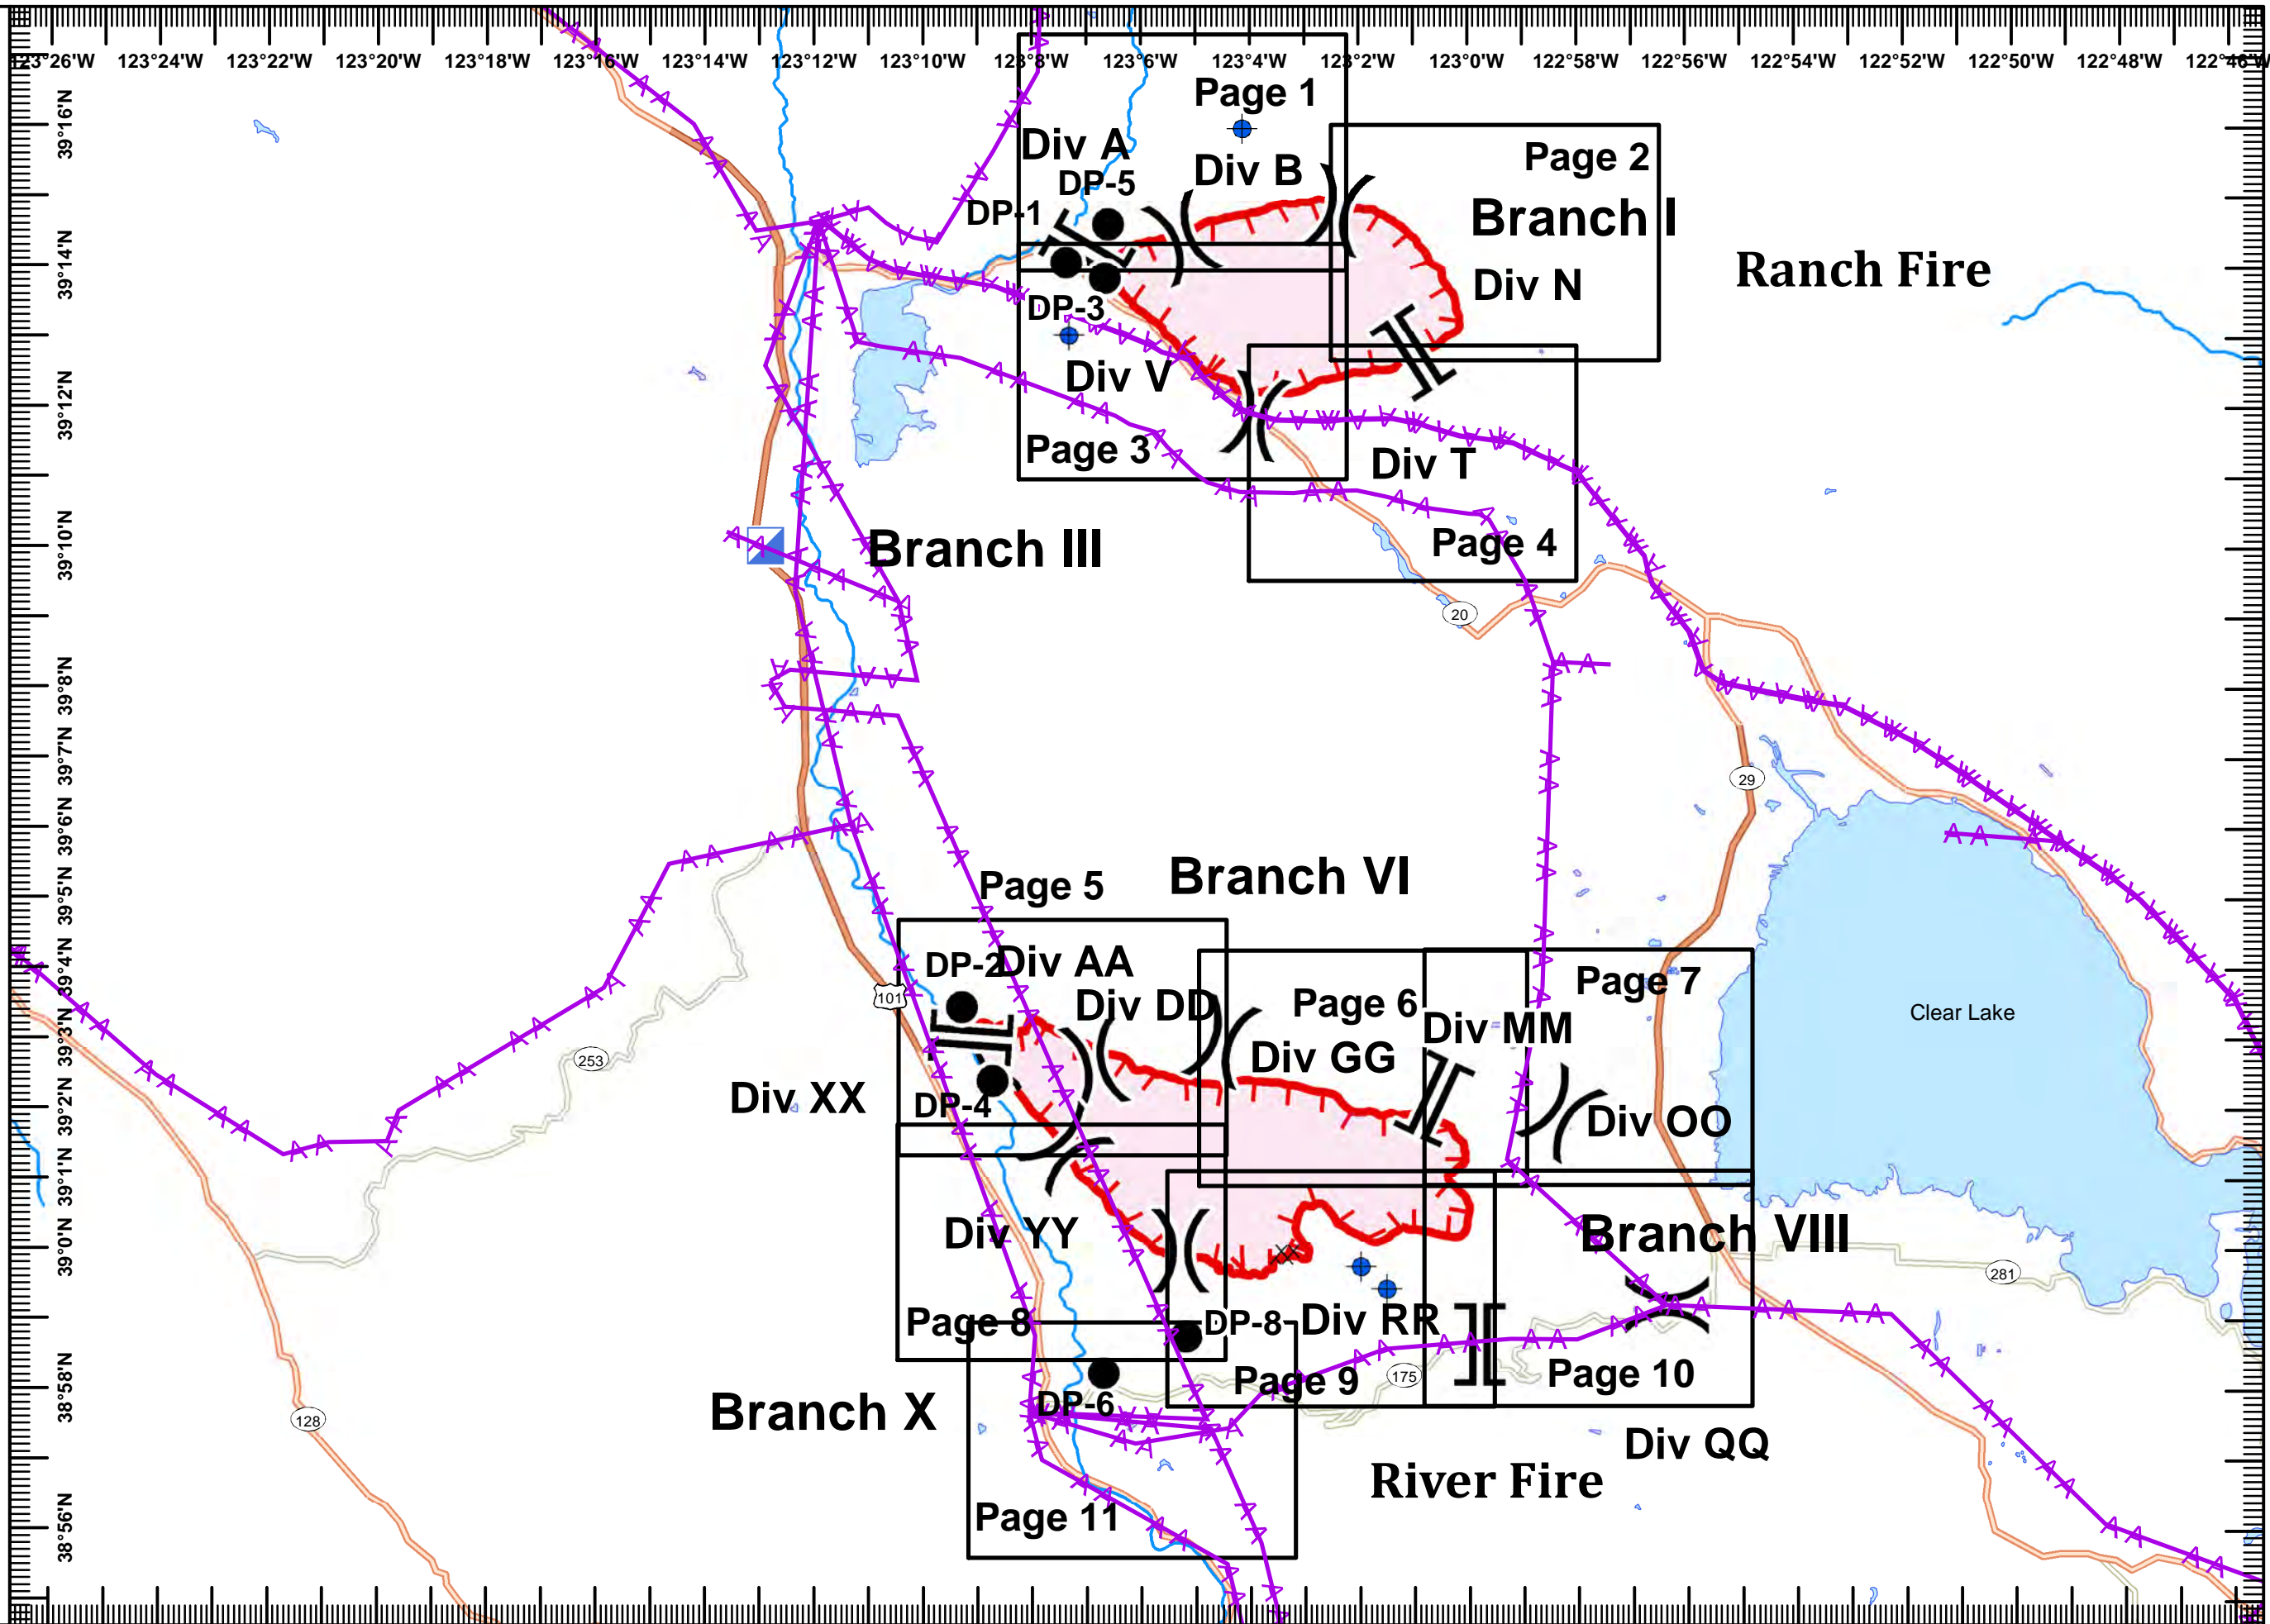 123°26'W 123°24'W 123°22'W 123°20'W 123°18'W 123°16'W 123°14'W 123°12'W 123°10'W 123°8'W 123°6'W 123°4'W 123°2'W 123°0'W 122°58'W 122°56'W 122°54'W 122°52'W 122°50'W 122°48'W 122°46'W
Page 1
39°16'N
Div A
Page 2
Div B
DP-5
DP-1
Branch I
39°14'N
Ranch Fire
Div N
DP-3
Div V
39°12'N
Page 3
Div T
39°10'N
Branch III
Page 4
20
39°8'N
39°7'N
29
39°6'N
Branch VI
Page 5
39°5'N
39°4'N
DP-2
Div AA
Page 7
101
Div DD
Page 6
Clear Lake
39°3'N
Div MM
253
Div GG
39°2'N
Div XX
DP-4
Div OO
39°1'N
39°0'N
Div YY
Branch VIII
281
Page 8
DP-8
Div RR
38°58'N
Page 9
175
Page 10
128
Branch X
DP-6
Div QQ
River Fire
38°56'N
Page 11